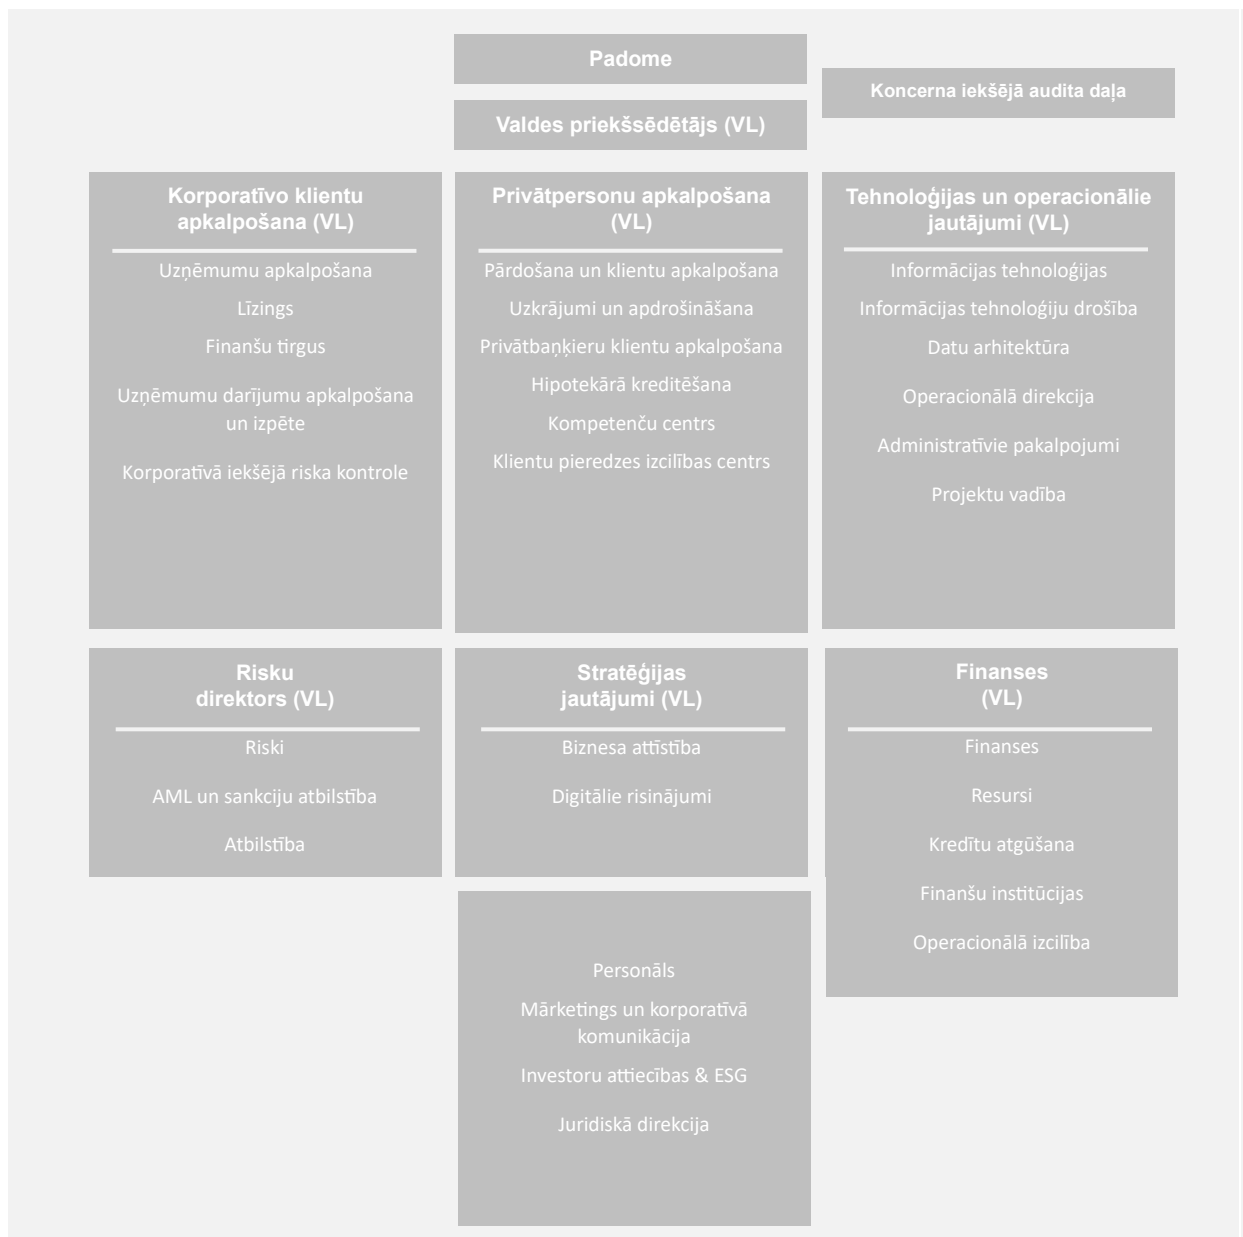 Padome
Koncerna iekšējā audita daļa
Valdes priekšsēdētājs (VL)
Korporatīvo klientu
apkalpošana (VL)
Uzņēmumu apkalpošana
Līzings
Finanšu tirgus
Uzņēmumu darījumu apkalpošana
un izpēte
Korporatīvā iekšējā riska kontrole
Privātpersonu apkalpošana
(VL)
Pārdošana un klientu apkalpošana
Uzkrājumi un apdrošināšana
Privātbaņķieru klientu apkalpošana
Hipotekārā kreditēšana
Kompetenču centrs
Klientu pieredzes izcilības centrs
Tehnoloģijas un operacionālie
jautājumi (VL)
Informācijas tehnoloģijas
Informācijas tehnoloģiju drošība
Datu arhitektūra
Operacionālā direkcija
Administratīvie pakalpojumi
Projektu vadība
Risku
direktors (VL)
Riski
AML un sankciju atbilstība
Atbilstība
Stratēģijas
jautājumi (VL)
Biznesa attīstība
Digitālie risinājumi
Finanses
(VL)
Finanses
Resursi
Kredītu atgūšana
Finanšu institūcijas
Operacionālā izcilība
Personāls
Mārketings un korporatīvā
komunikācija
Investoru attiecības & ESG
Juridiskā direkcija